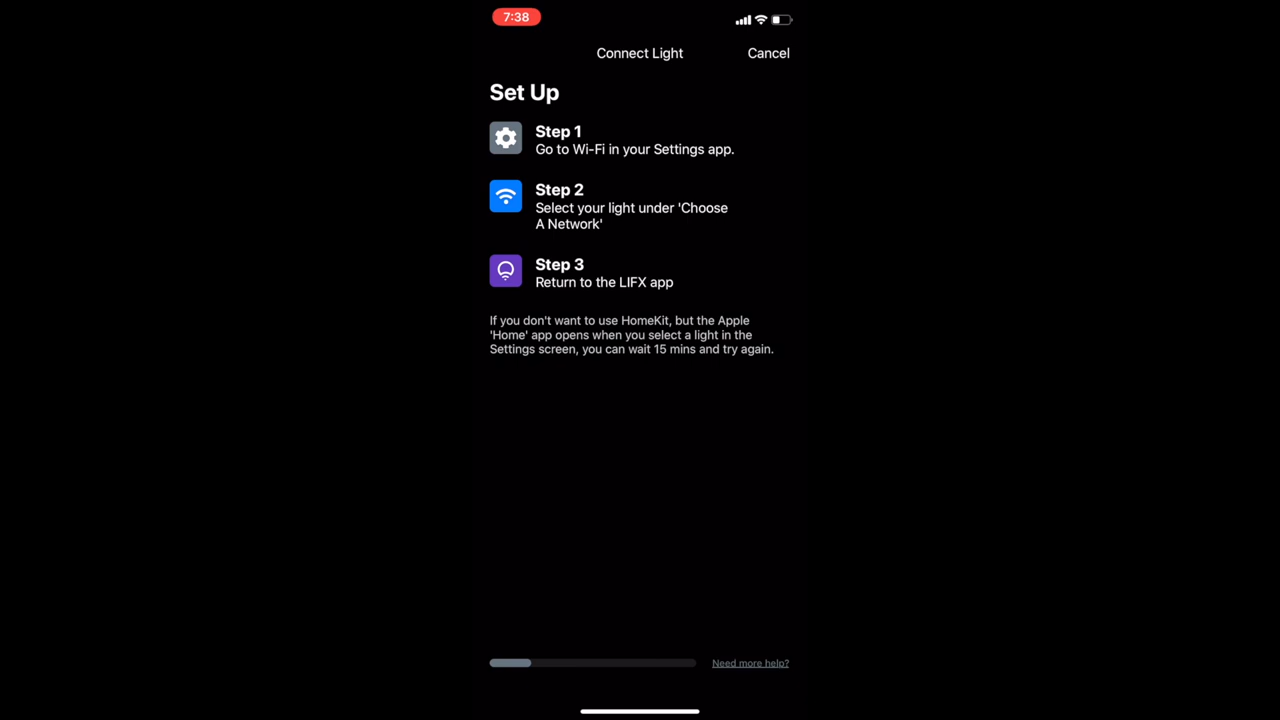 7:38
Connect Light
Cancel
Set Up
Step 1
Go to Wi-Fi in your Settings app.
Step 2
Select your light under 'Choose
A Network'
Step 3
Return to the LIFX app
If you don't want to use HomeKit, but the Apple
'Home' app opens when you select a light in the
Settings screen, you can wait 15 mins and try again.
Need more help?